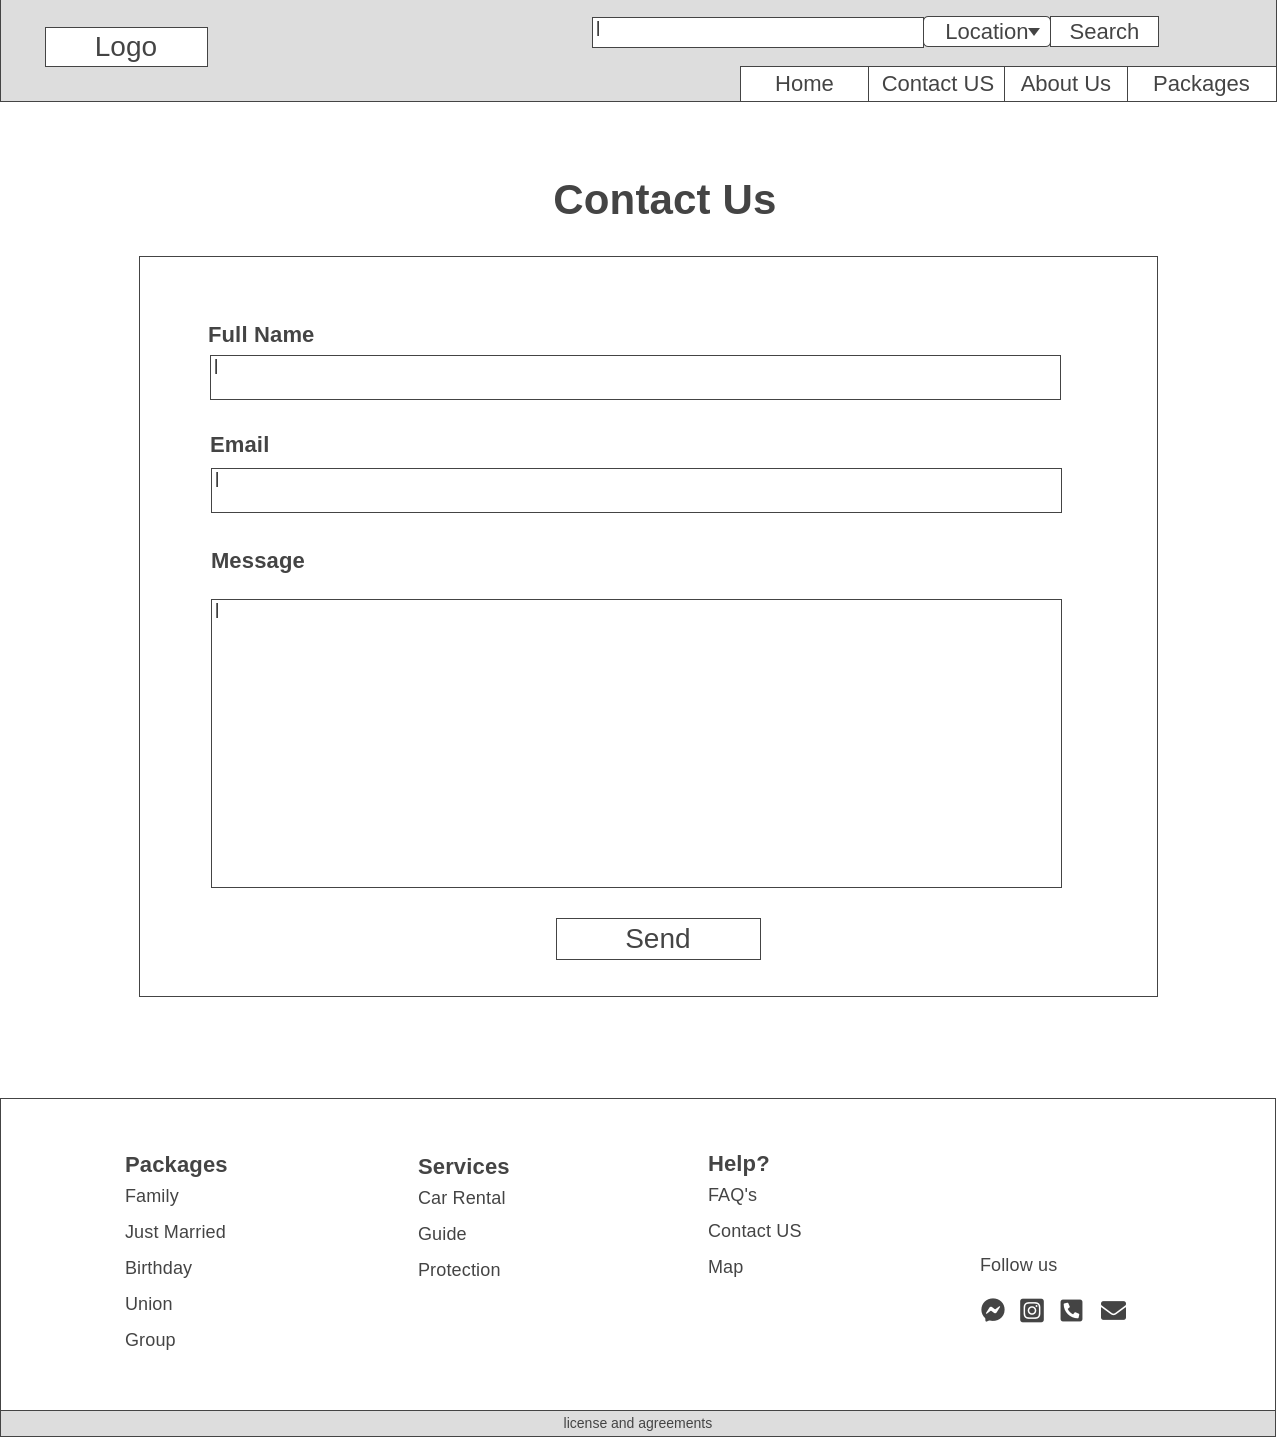 Logo
Location
Search
Home
Contact US
About Us
Packages
Contact Us
Full Name
Email
Message
Send
Packages
Family
Just Married
Birthday
Union
Group
Services
Car Rental
Guide
Protection
Help?
FAQ's
Contact US
Map
Follow us
license and agreements